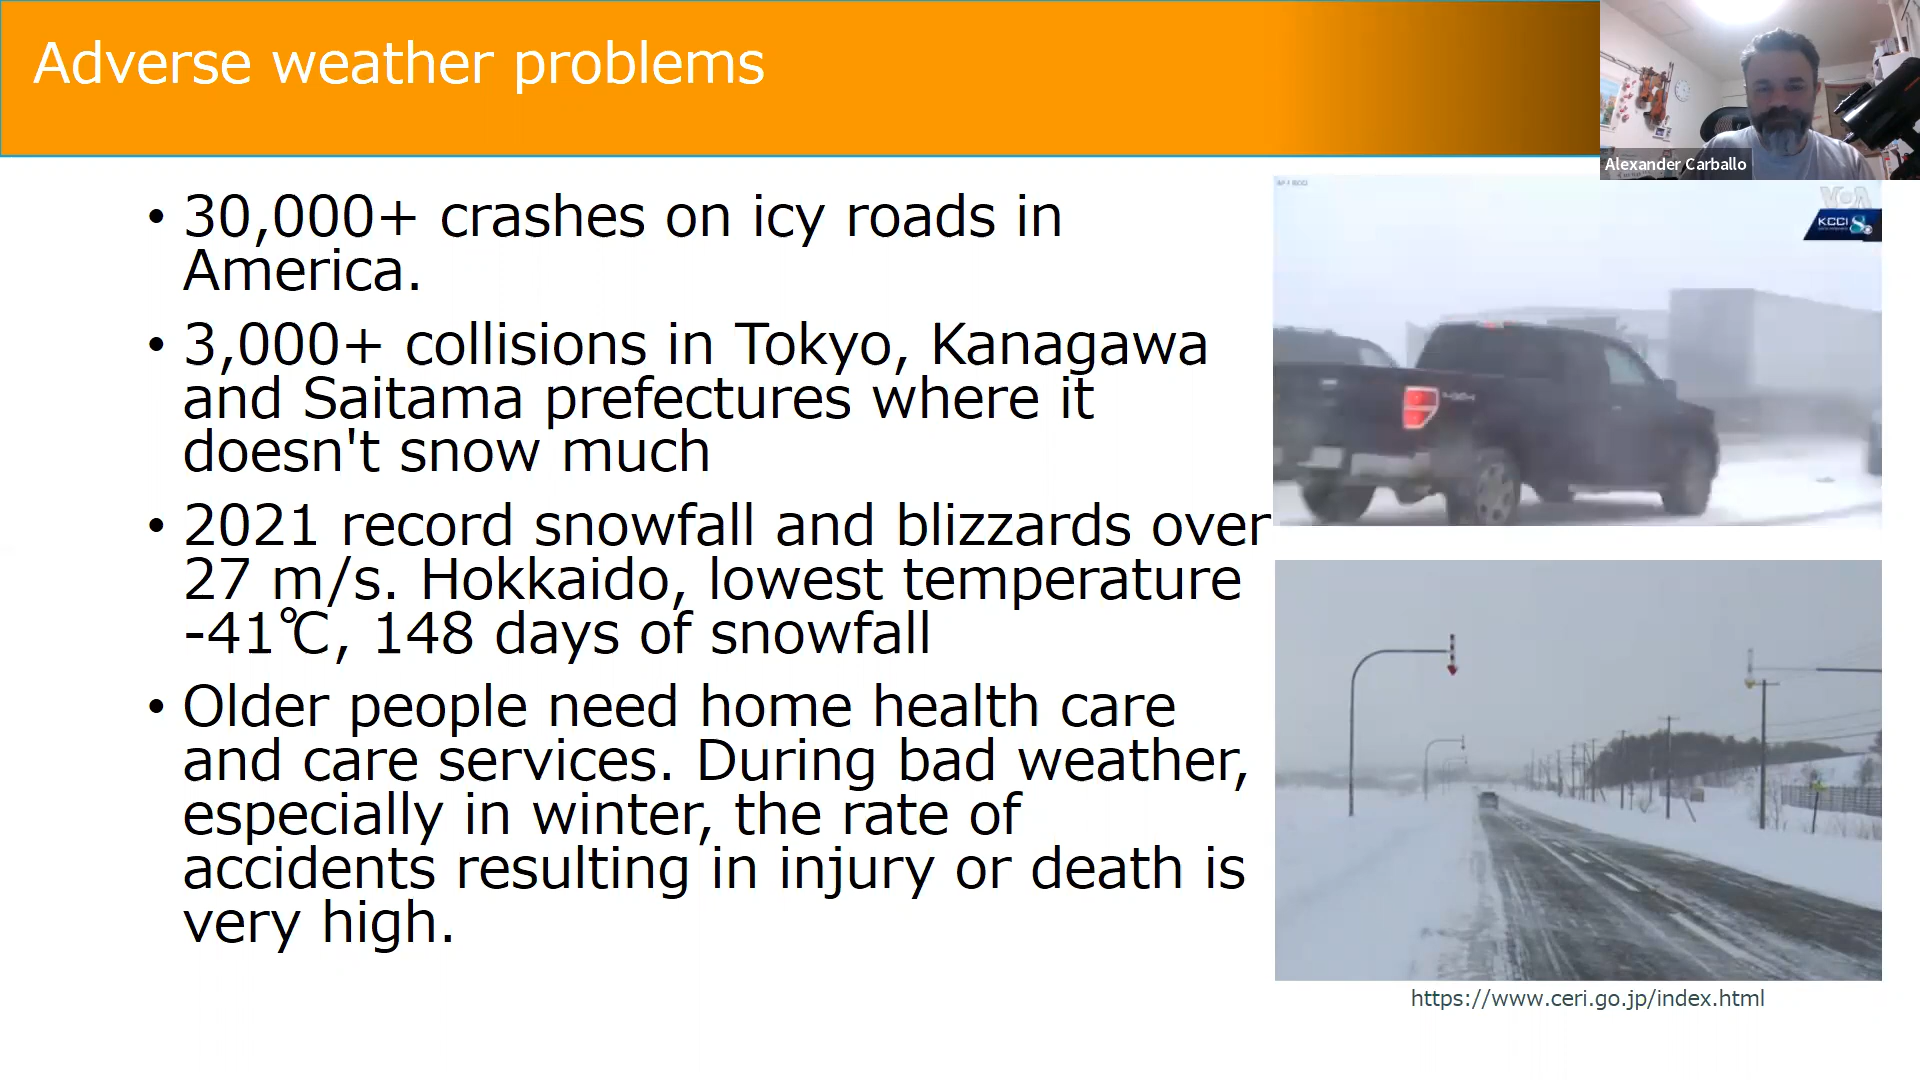 Adverse weather problems
Alexander Carballo
• 30,000+ crashes on icy roads in
America.
• 3,000+ collisions in Tokyo, Kanagawa
and Saitama prefectures where it
doesn't snow much
• 2021 record snowfall and blizzards over
27 m/s. Hokkaido, lowest temperature
-41℃, 148 days of snowfall
• Older people need home health care
and care services. During bad weather,
especially in winter, the rate of
accidents resulting in injury or death is
very high.
VOA
KCCI 8
https://www.ceri.go.jp/index.html